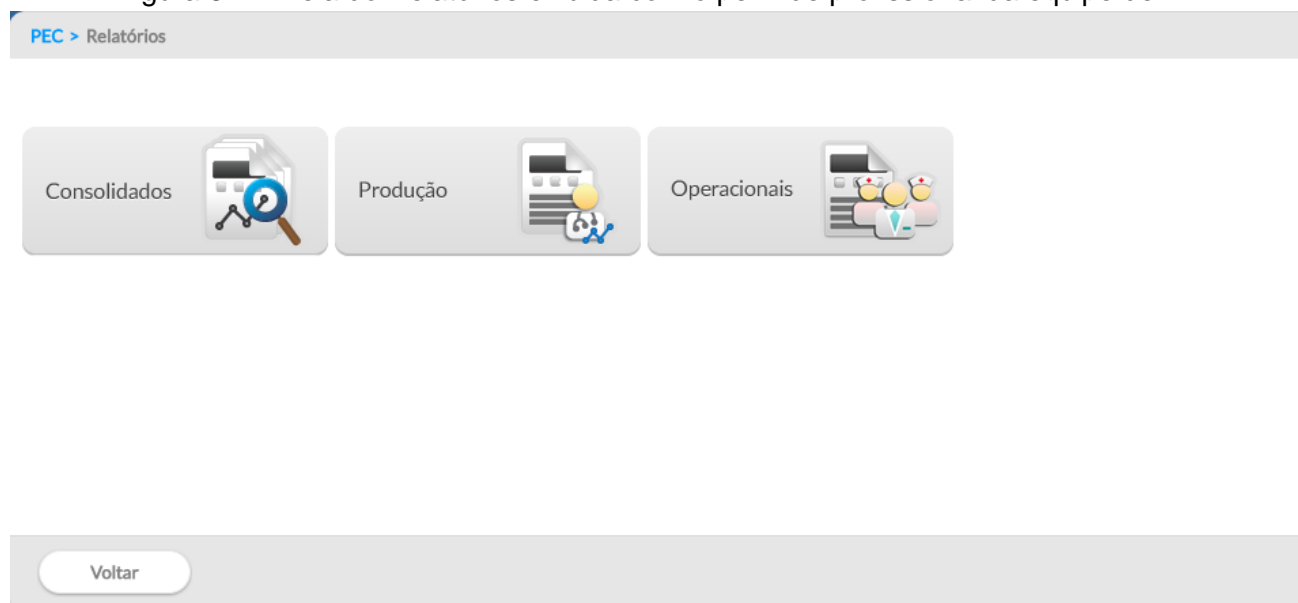 PEC > Relatórios
Consolidados
Produção
Operacionais
Voltar